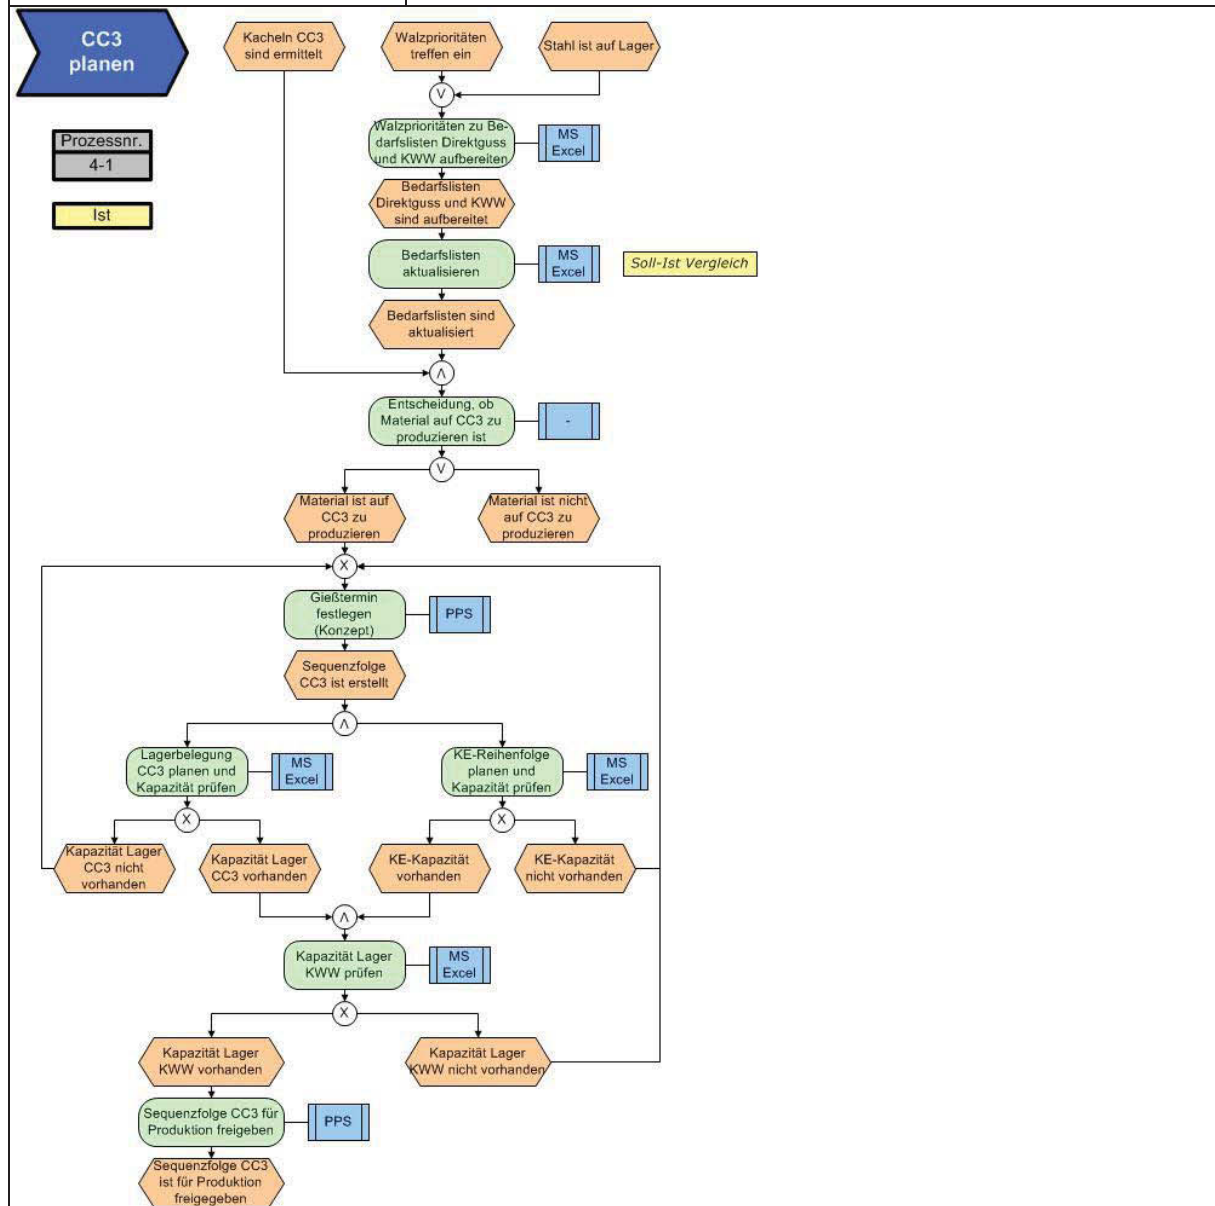 CC3
planen
Kacheln CC3
sind ermittelt
Walzprioritäten
treffen ein
Stahl ist auf Lager
V
Prozessnr.
4-1
Ist
Walzprioritäten zu Be-
darfslisten Direktguss
und KWW aufbereiten
MS
Excel
Bedarfslisten
Direktguss und KWW
sind aufbereitet
Bedarfslisten
aktualisieren
MS
Excel
Soll-Ist Vergleich
Bedarfslisten sind
aktualisiert
Λ
Entscheidung, ob
Material auf CC3 zu
produzieren ist
-
V
Material ist auf
CC3 zu
produzieren
Material ist nicht
auf CC3 zu
produzieren
X
Gießtermin
festlegen
(Konzept)
PPS
Sequenzfolge
CC3 ist erstellt
Λ
Lagerbelegung
CC3 planen und
Kapazität prüfen
MS
Excel
KE-Reihenfolge
planen und
Kapazität prüfen
MS
Excel
X
X
Kapazität Lager
CC3 nicht
vorhanden
Kapazität Lager
CC3 vorhanden
KE-Kapazität
vorhanden
KE-Kapazität
nicht vorhanden
Λ
Kapazität Lager
KWW prüfen
MS
Excel
X
Kapazität Lager
KWW vorhanden
Kapazität Lager
KWW nicht vorhanden
Sequenzfolge CC3 für
Produktion freigeben
PPS
Sequenzfolge CC3
ist für Produktion
freigegeben